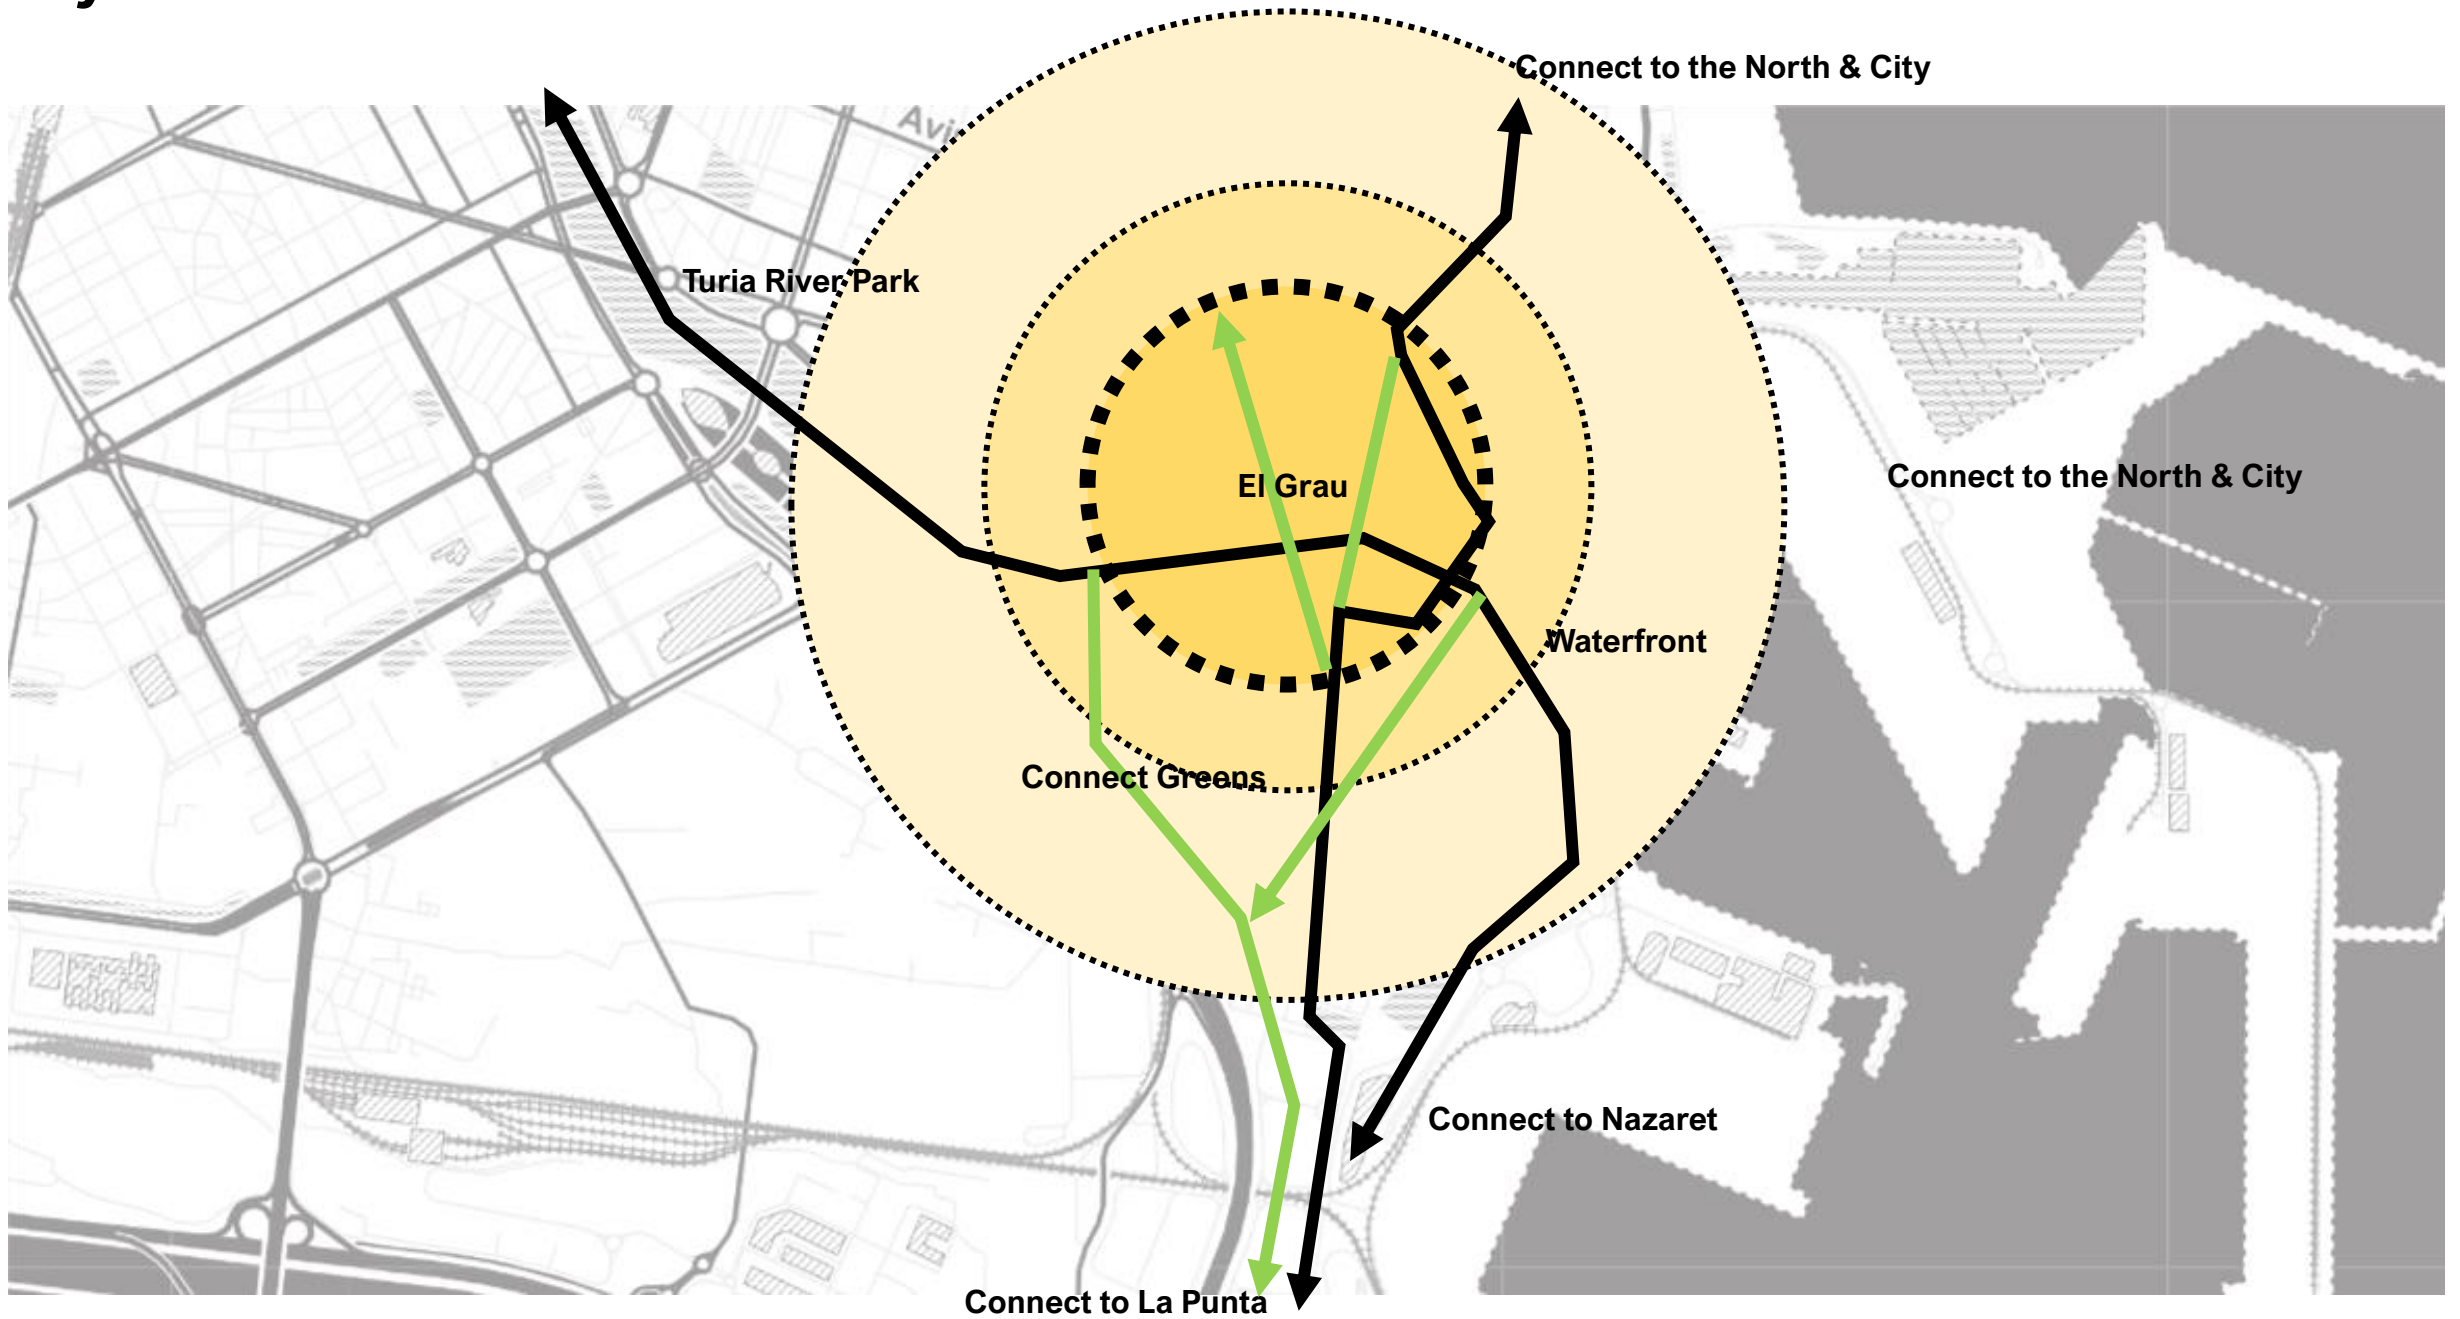 Connect to the North & City
Turia River Park
Connect to the North & City
El Grau
Waterfront
Connect Greens
Connect to Nazaret
Connect to La Punta